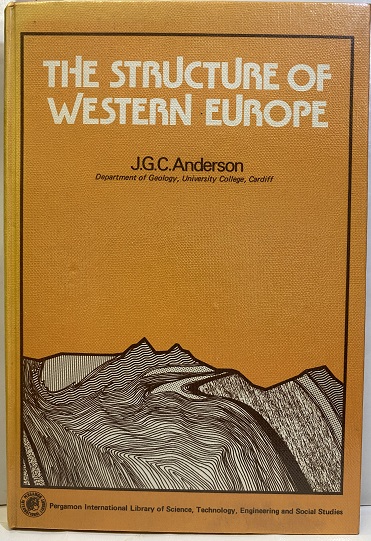 THE STRUCTURE OF
WESTERN EUROPE
J.G.C.Anderson
Department of Geology, University College, Cardiff
Pergamon International Library of Science, Technology, Engineering and Social Studies